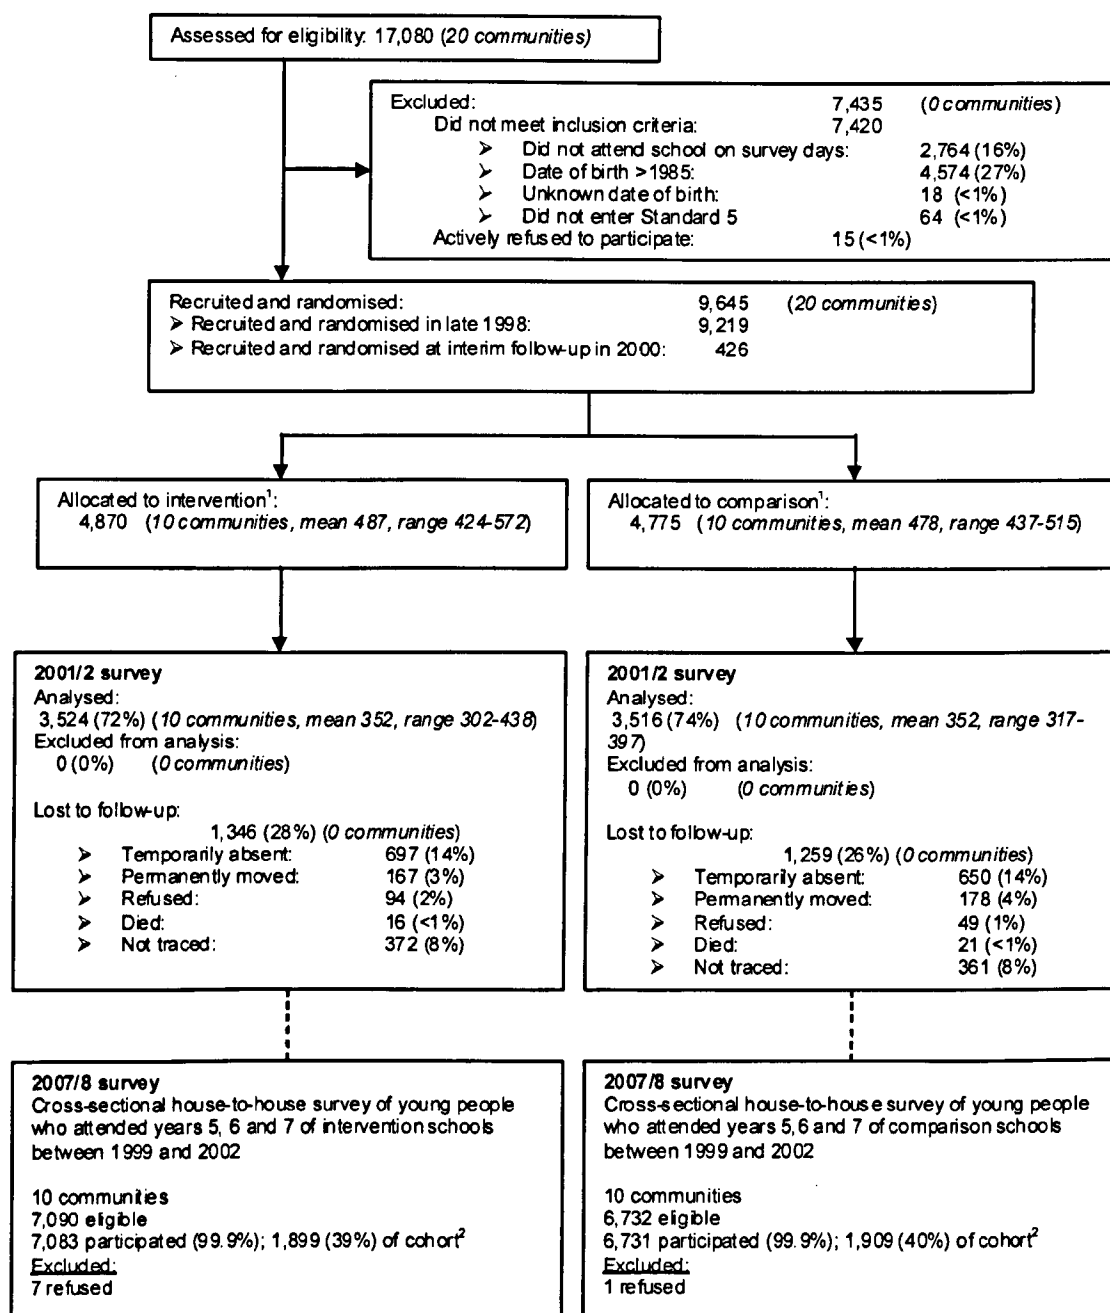 Assessed for eligibility: 17,080 (20 communities)
Excluded: 7,435 (0 communities)
Did not meet inclusion criteria: 7,420
➢ Did not attend school on survey days: 2,764 (16%)
➢ Date of birth >1985: 4,574 (27%)
➢ Unknown date of birth: 18 (<1%)
➢ Did not enter Standard 5 64 (<1%)
Actively refused to participate: 15 (<1%)
Recruited and randomised: 9,645 (20 communities)
➢ Recruited and randomised in late 1998: 9,219
➢ Recruited and randomised at interim follow-up in 2000: 426
Allocated to intervention¹:
4,870 (10 communities, mean 487, range 424-572)
Allocated to comparison¹:
4,775 (10 communities, mean 478, range 437-515)
2001/2 survey
Analysed:
3,524 (72%) (10 communities, mean 352, range 302-438)
Excluded from analysis:
0 (0%) (0 communities)
Lost to follow-up:
1,346 (28%) (0 communities)
➢ Temporarily absent: 697 (14%)
➢ Permanently moved: 167 (3%)
➢ Refused: 94 (2%)
➢ Died: 16 (<1%)
➢ Not traced: 372 (8%)
2001/2 survey
Analysed:
3,516 (74%) (10 communities, mean 352, range 317-
397)
Excluded from analysis:
0 (0%) (0 communities)
Lost to follow-up:
1,259 (26%) (0 communities)
➢ Temporarily absent: 650 (14%)
➢ Permanently moved: 178 (4%)
➢ Refused: 49 (1%)
➢ Died: 21 (<1%)
➢ Not traced: 361 (8%)
2007/8 survey
Cross-sectional house-to-house survey of young people
who attended years 5, 6 and 7 of intervention schools
between 1999 and 2002
10 communities
7,090 eligible
7,083 participated (99.9%); 1,899 (39%) of cohort²
Excluded:
7 refused
2007/8 survey
Cross-sectional house-to-house survey of young people
who attended years 5, 6 and 7 of comparison schools
between 1999 and 2002
10 communities
6,732 eligible
6,731 participated (99.9%); 1,909 (40%) of cohort²
Excluded:
1 refused